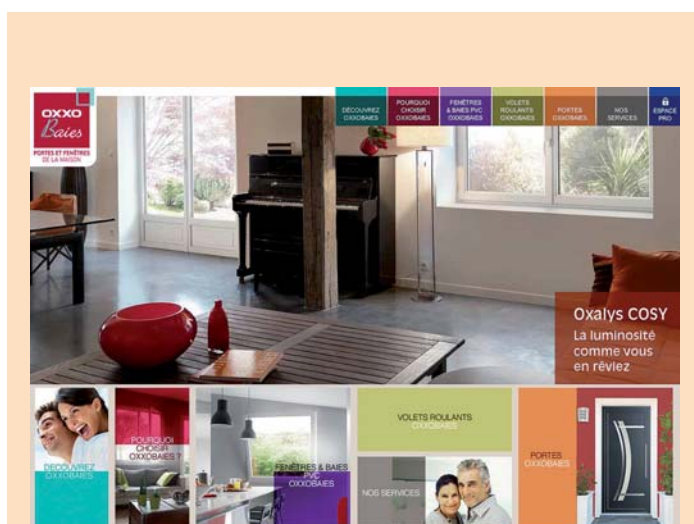 OXXO
Baies
PORTES ET FENÊTRES
DE LA MAISON
DÉCOUVREZ
OXXOBAIES
POURQUOI
CHOISIR
OXXOBAIES
FENÊTRES
& BAIES PVC
OXXOBAIES
VOLETS
ROULANTS
OXXOBAIES
PORTES
OXXOBAIES
NOS
SERVICES
ESPACE
PRO
Oxalys COSY
La luminosité
comme vous
en rêviez
DECOUVREZ
OXXOBAIES
POURQUOI
CHOISIR
OXXOBAIES ?
FENÊTRES & BAIES
PVC
OXXOBAIES
VOLETS ROULANTS
OXXOBAIES
NOS SERVICES
PORTES
OXXOBAIES